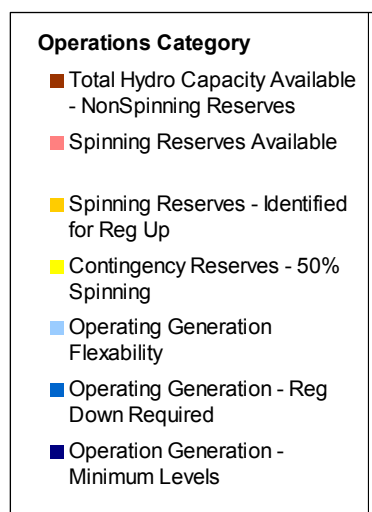 Operations Category
Total Hydro Capacity Available
- NonSpinning Reserves
Spinning Reserves Available
Spinning Reserves - Identified
for Reg Up
Contingency Reserves - 50%
Spinning
Operating Generation
Flexability
Operating Generation - Reg
Down Required
Operation Generation -
Minimum Levels